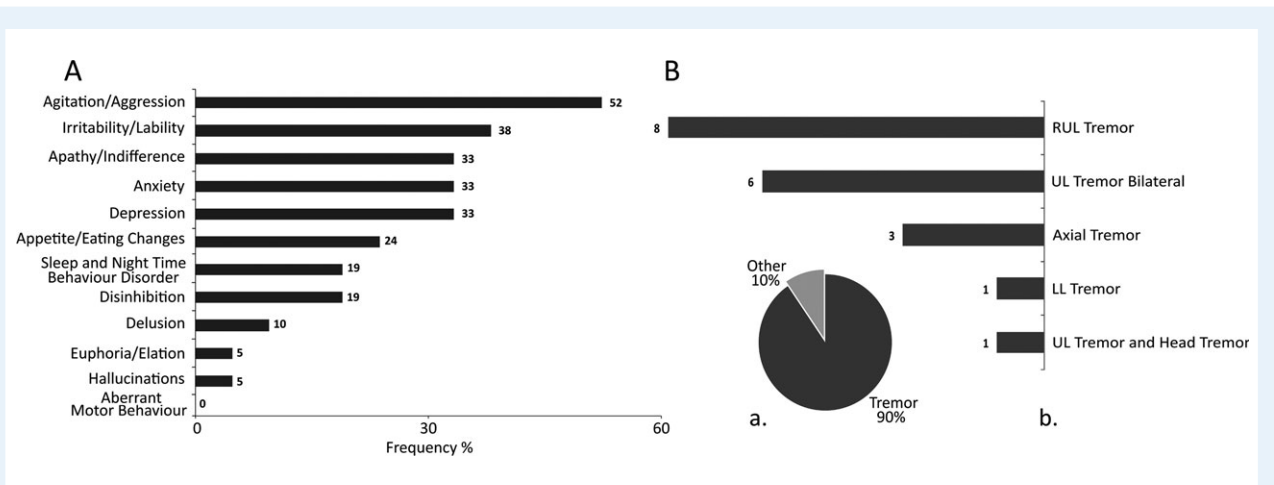 A
Agitation/Aggression
52
Irritability/Lability
38
Apathy/Indifference
33
Anxiety
33
Depression
33
Appetite/Eating Changes
24
Sleep and Night Time
Behaviour Disorder
19
Disinhibition
19
Delusion
10
Euphoria/Elation
5
Hallucinations
5
Aberrant
Motor Behaviour
0
0
30
60
Frequency %
B
8
RUL Tremor
6
UL Tremor Bilateral
3
Axial Tremor
1
LL Tremor
1
UL Tremor and Head Tremor
Other
10%
Tremor
90%
a.
b.